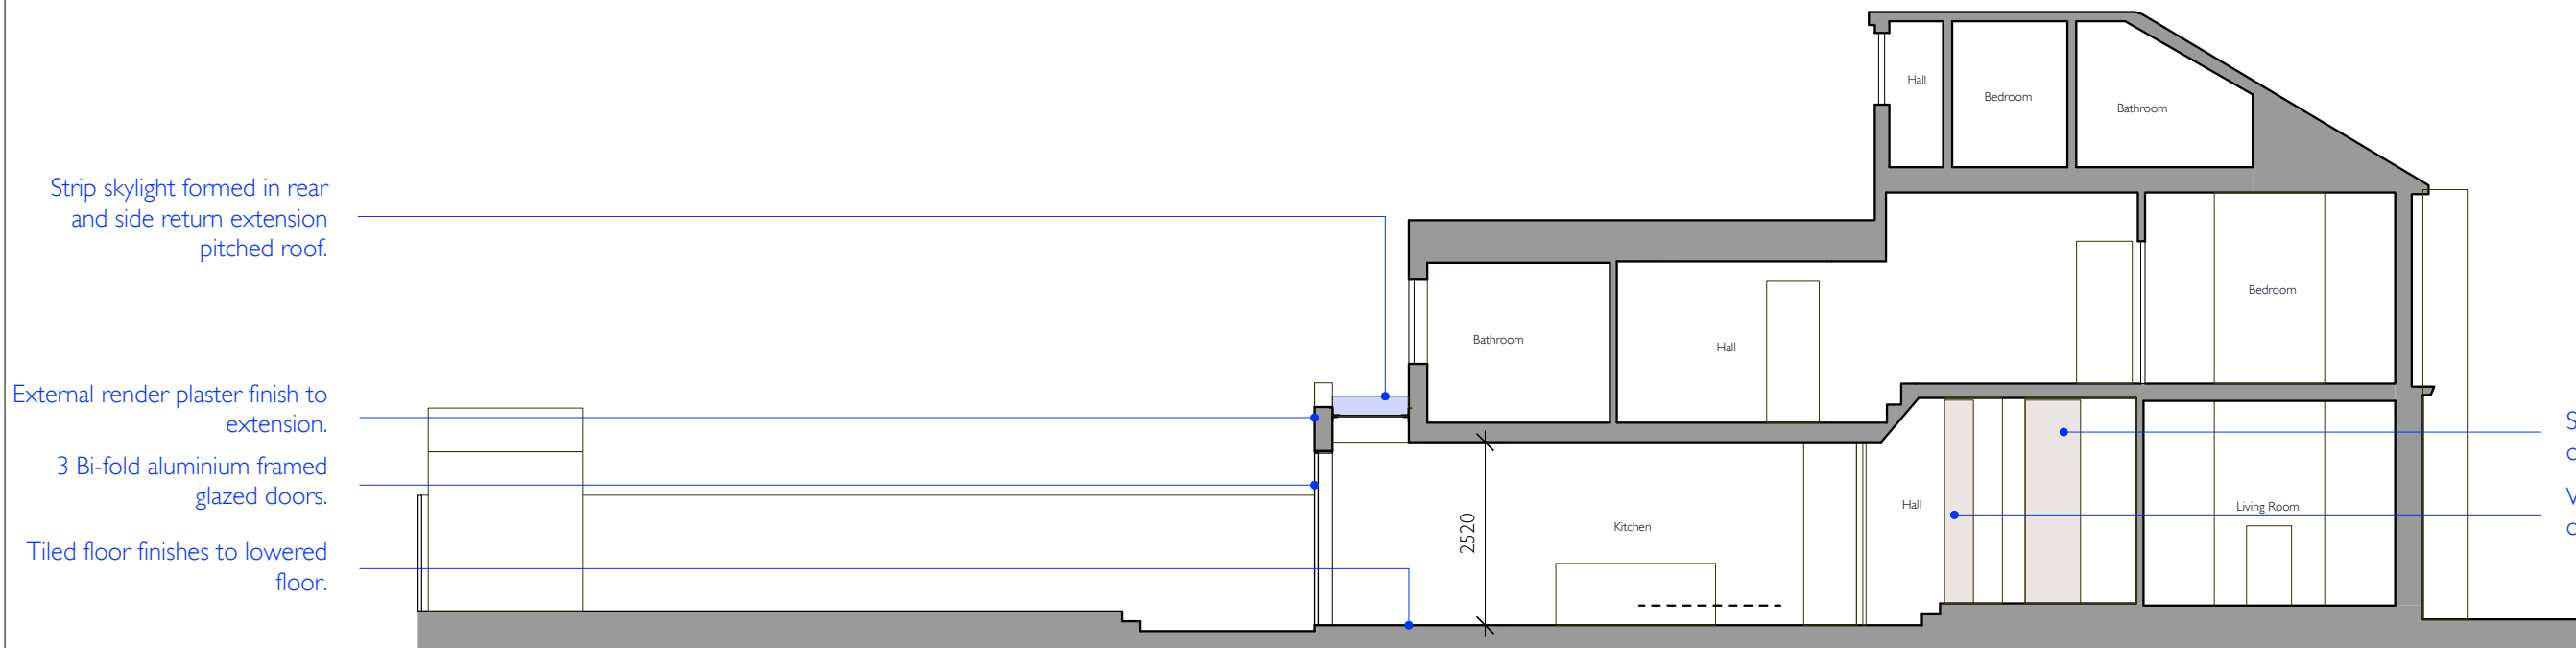 Hall
Bedroom
Bathroom
Strip skylight formed in rear
and side return extension
pitched roof.
Bedroom
Bathroom
Hall
External render plaster finish to
extension.
3 Bi-fold aluminium framed
glazed doors.
Tiled floor finishes to lowered
floor.
2520
Kitchen
Hall
Living Room